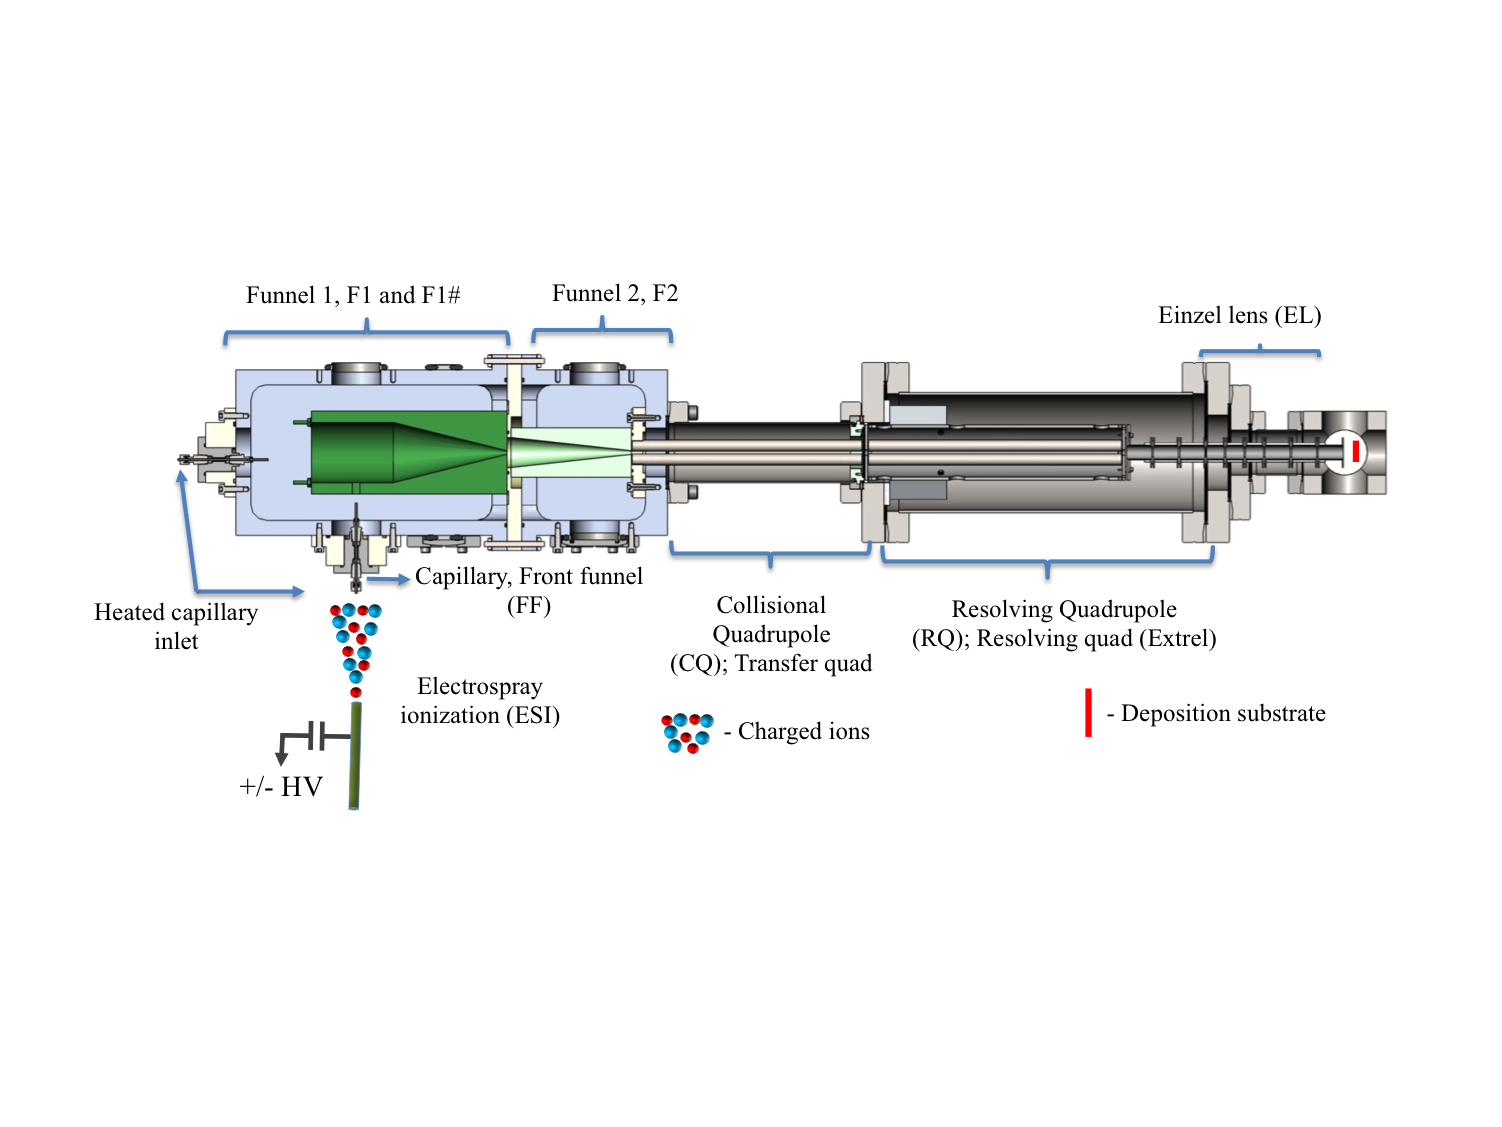 Funnel 1, F1 and F1#
Funnel 2, F2
Einzel lens (EL)
Capillary, Front funnel
(FF)
Heated capillary
inlet
Collisional
Quadrupole
(CQ); Transfer quad
Resolving Quadrupole
(RQ); Resolving quad (Extrel)
Electrospray
ionization (ESI)
- Charged ions
- Deposition substrate
+/- HV